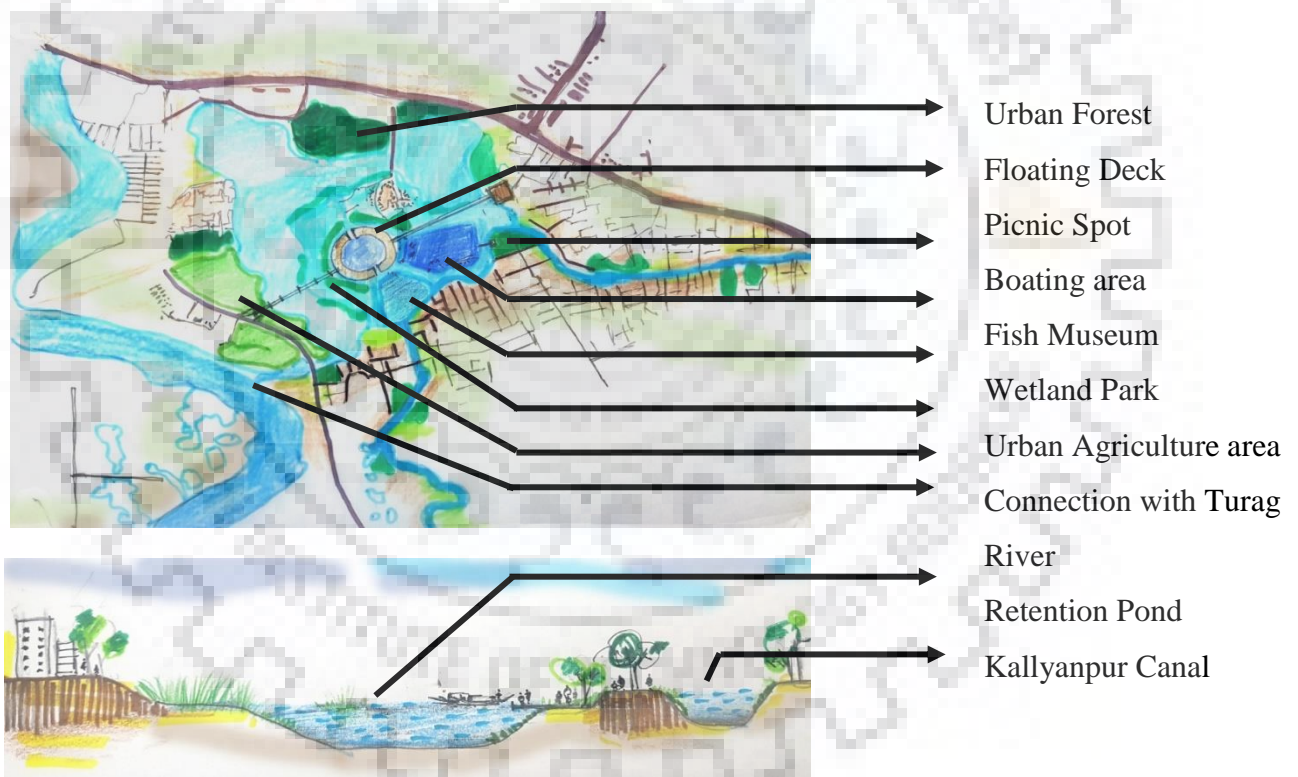 Urban Forest
Floating Deck
Picnic Spot
Boating area
Fish Museum
Wetland Park
Urban Agriculture area
Connection with Turag
River
Retention Pond
Kallyanpur Canal